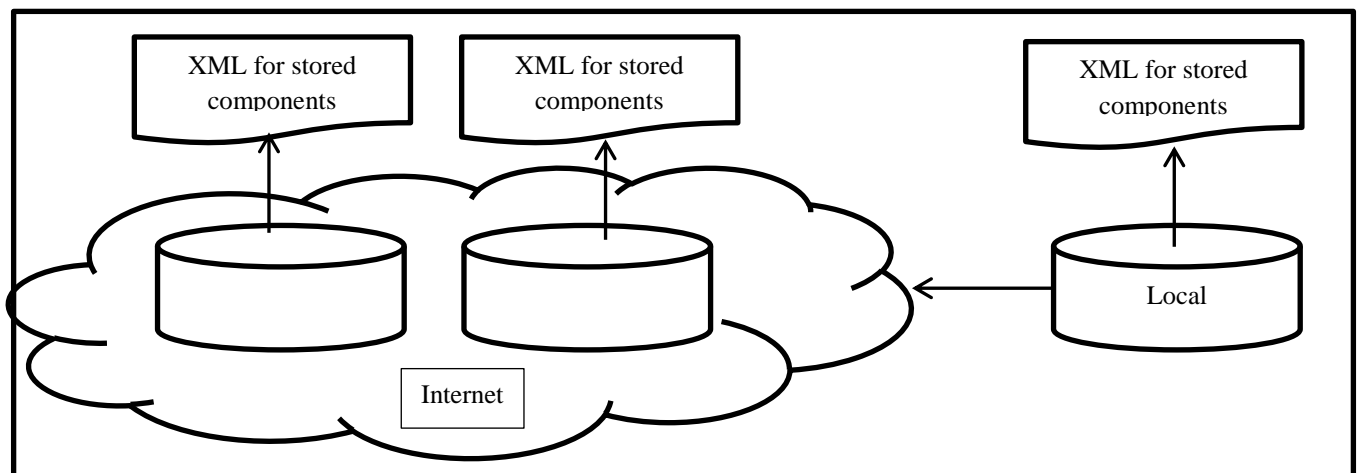 XML for stored
components
XML for stored
components
XML for stored
components
Local
Internet